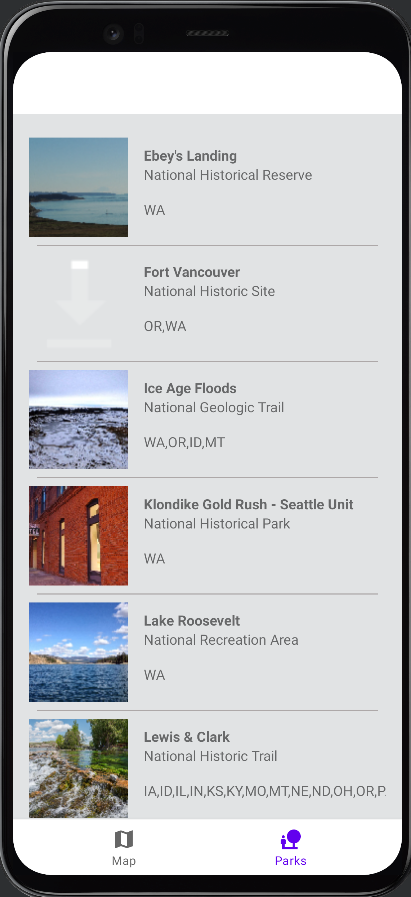 Ebey's Landing
National Historical Reserve
WA
Fort Vancouver
National Historic Site
OR,WA
Ice Age Floods
National Geologic Trail
WA,OR,ID,MT
Klondike Gold Rush - Seattle Unit
National Historical Park
WA
Lake Roosevelt
National Recreation Area
WA
Lewis & Clark
National Historic Trail
IA,ID,IL,IN,KS,KY,MO,MT,NE,ND,OH,OR,P
Map
Parks